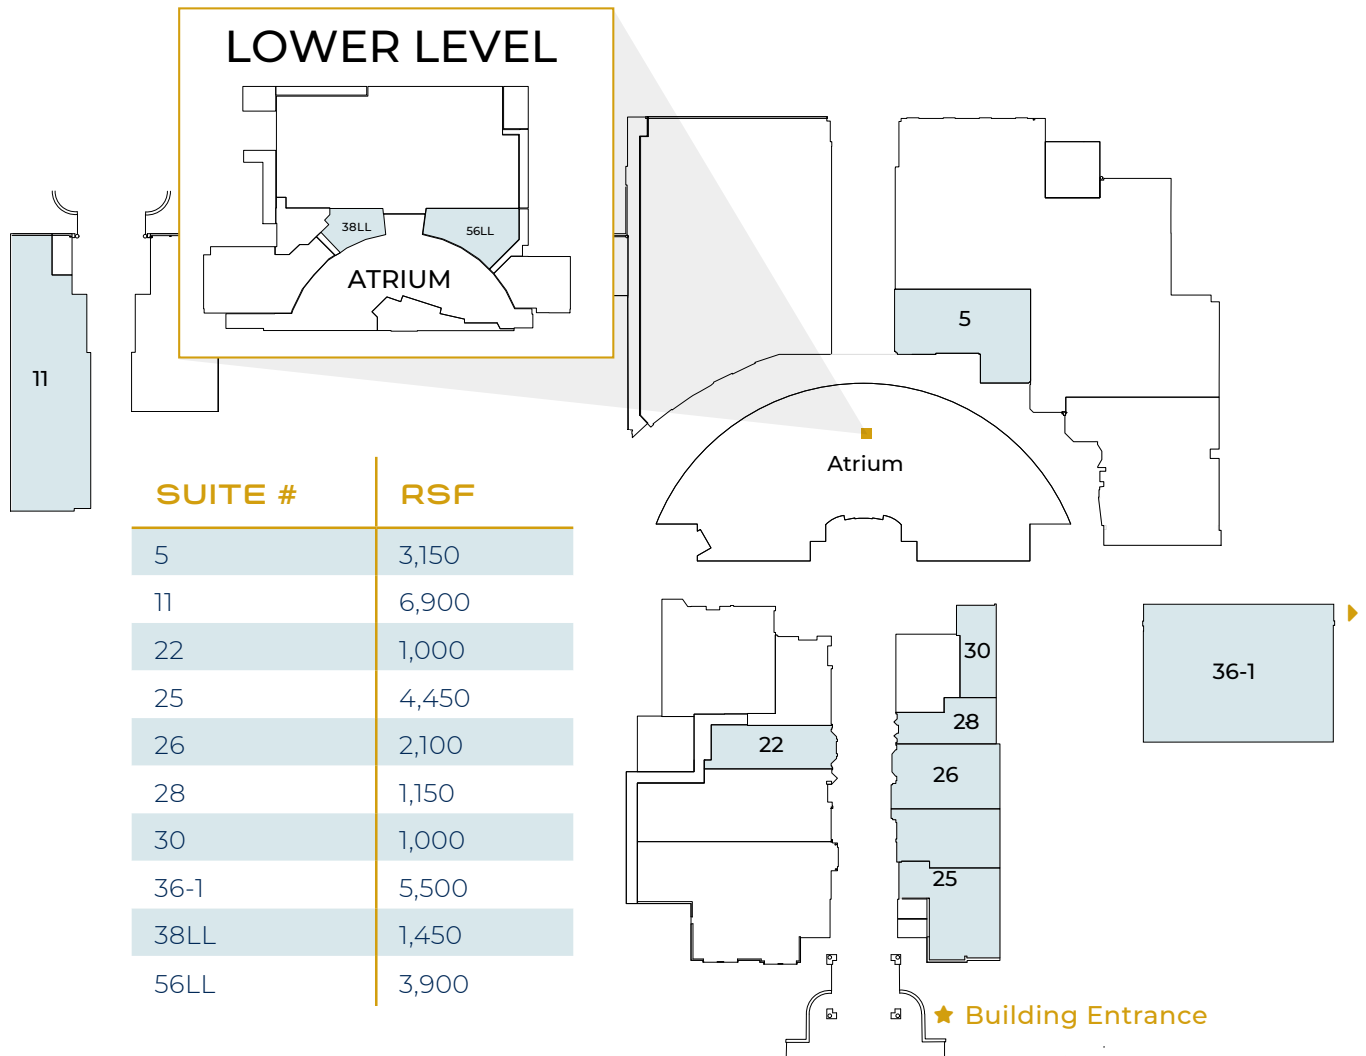 LOWER LEVEL
38LL
56LL
ATRIUM
5
11
Atrium
SUITE # RSF
5 3,150
11 6,900
22 1,000
25 4,450
26 2,100
28 1,150
30 1,000
36-1 5,500
38LL 1,450
56LL 3,900
30
36-1
28
22
26
25
Building Entrance